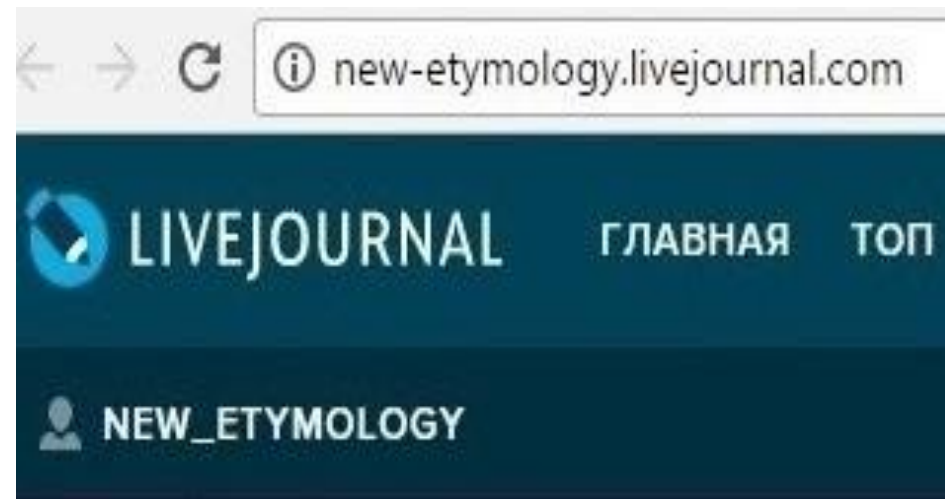 new-etymology.livejournal.com
LIVEJOURNAL ГЛАВНАЯ ТОП
NEW_ETYMOLOGY